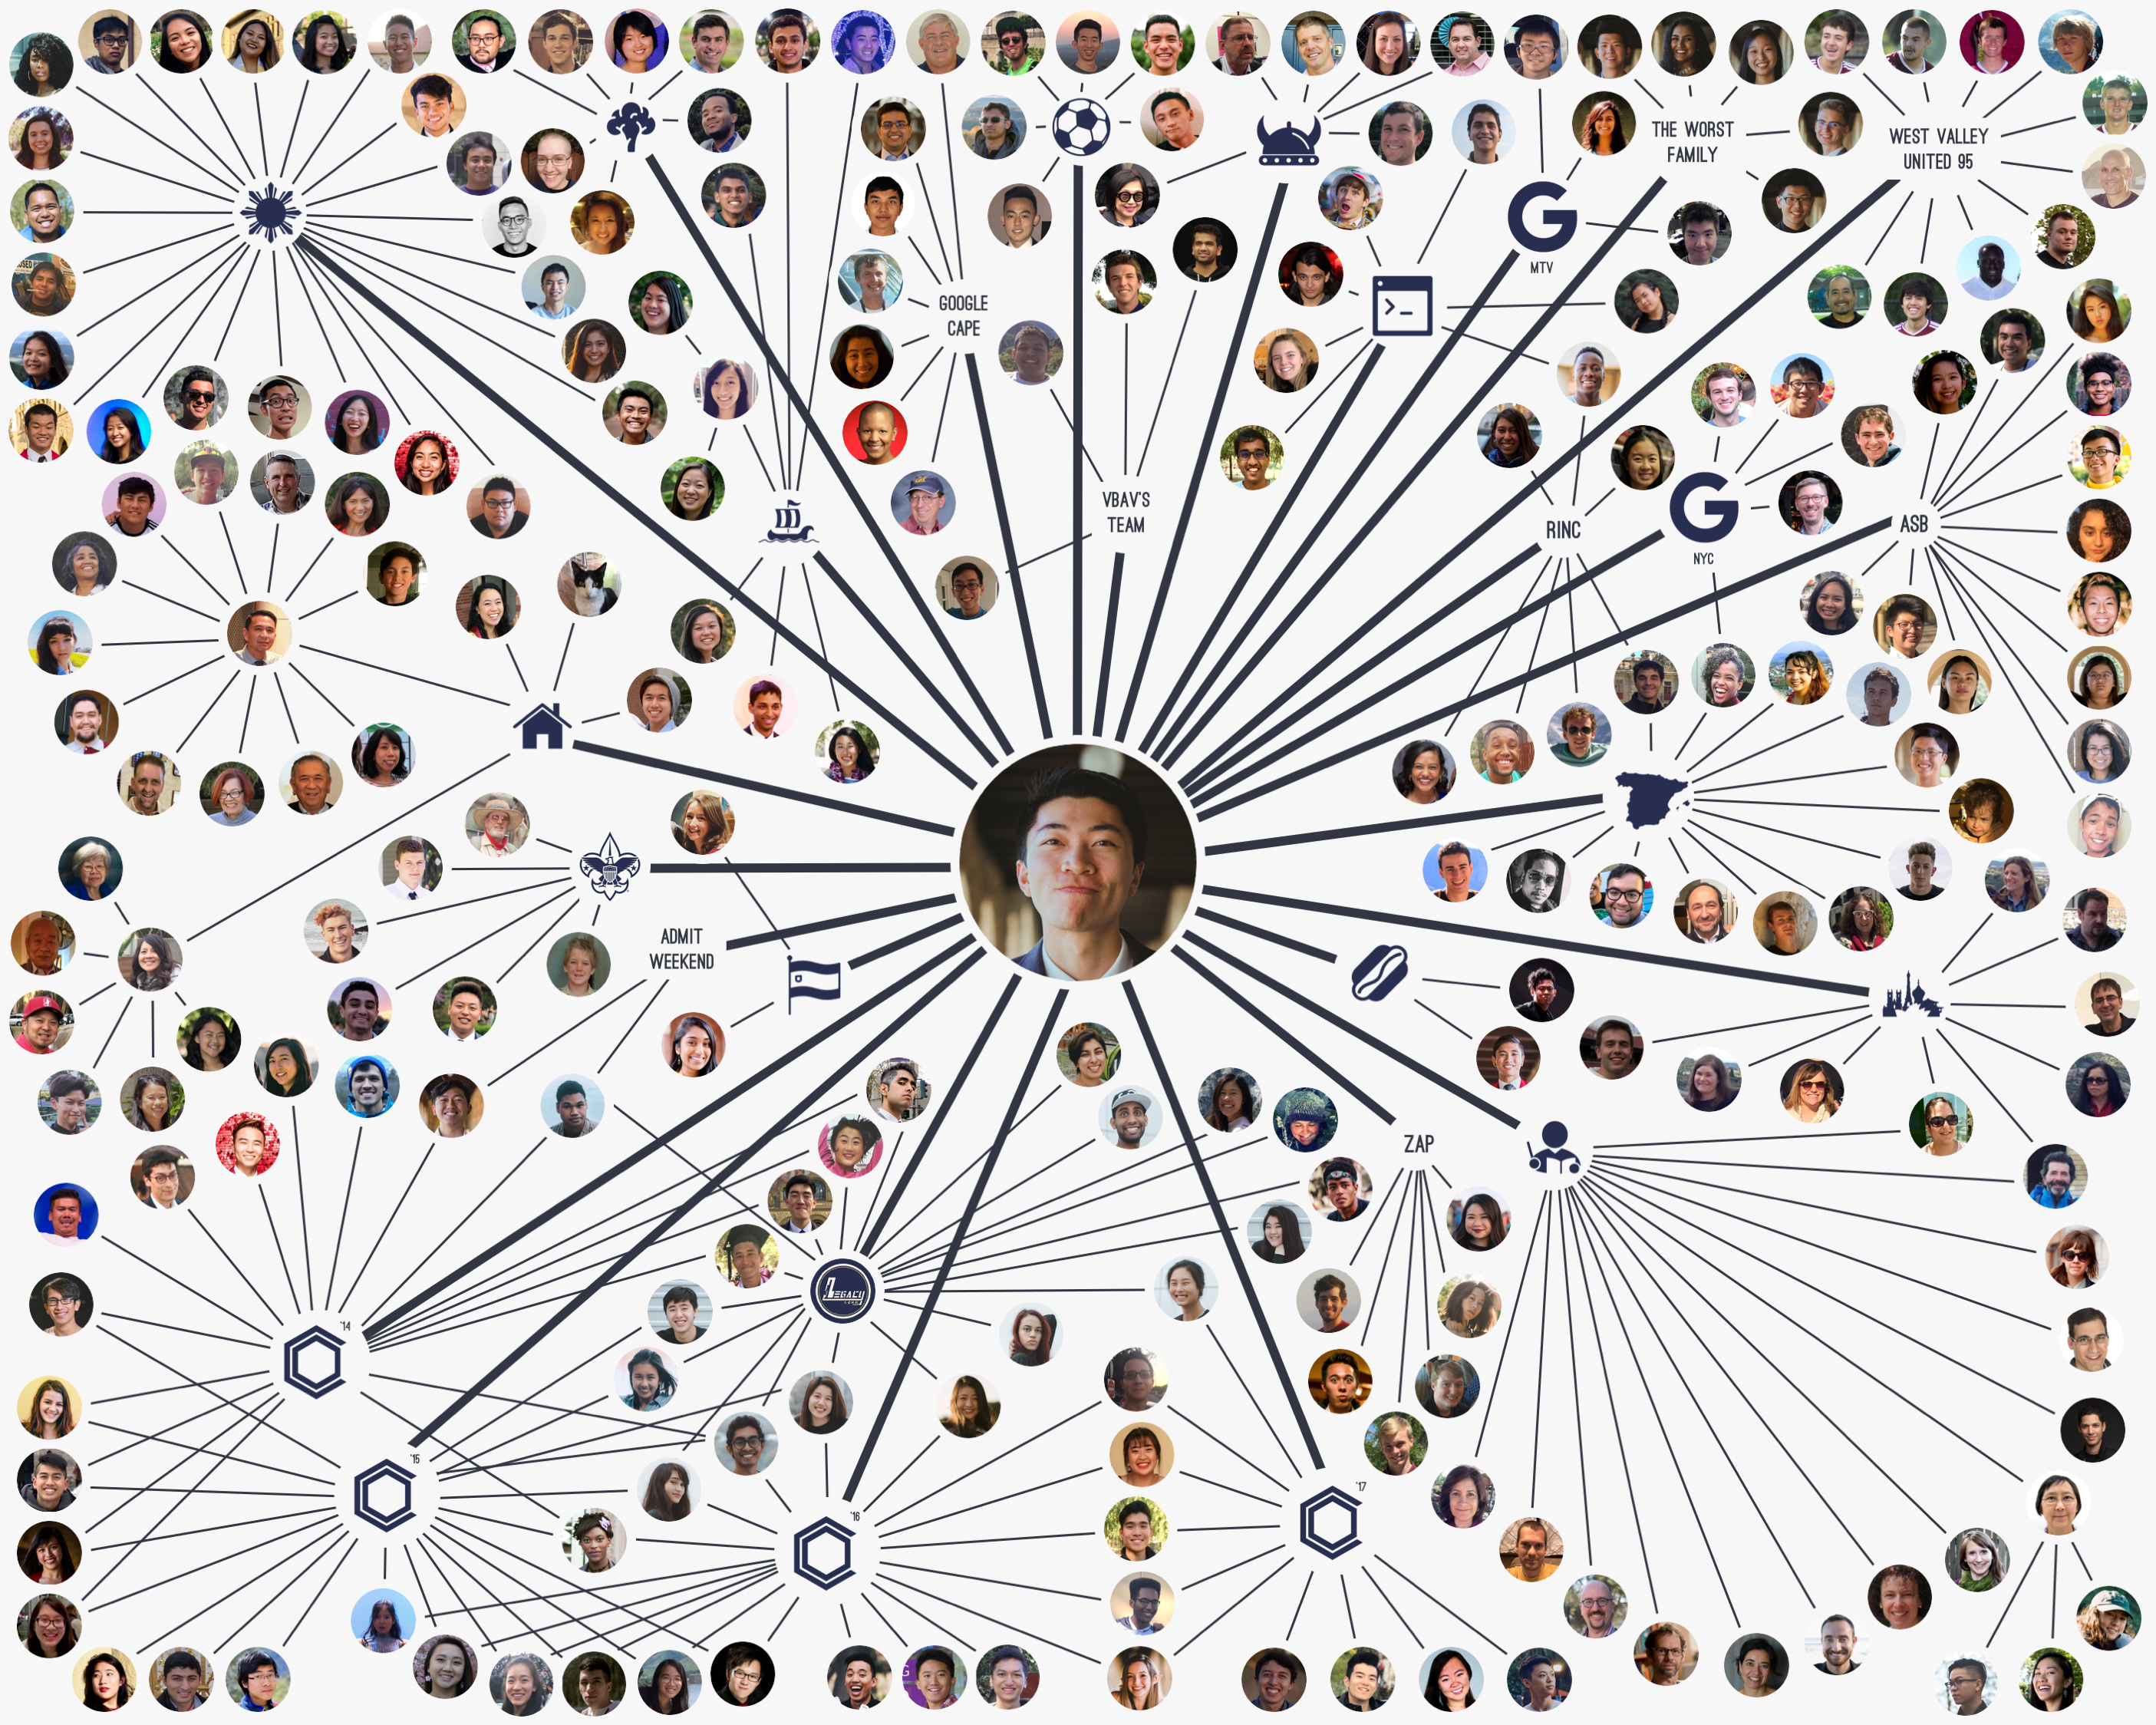 THE WORST
FAMILY
WEST VALLEY
UNITED 95
MTV
GOOGLE
CAPE
VBAV'S
TEAM
RINC
ASB
NYC
ADMIT
WEEKEND
ZAP
LEGACY
'14
'15
'16
'17